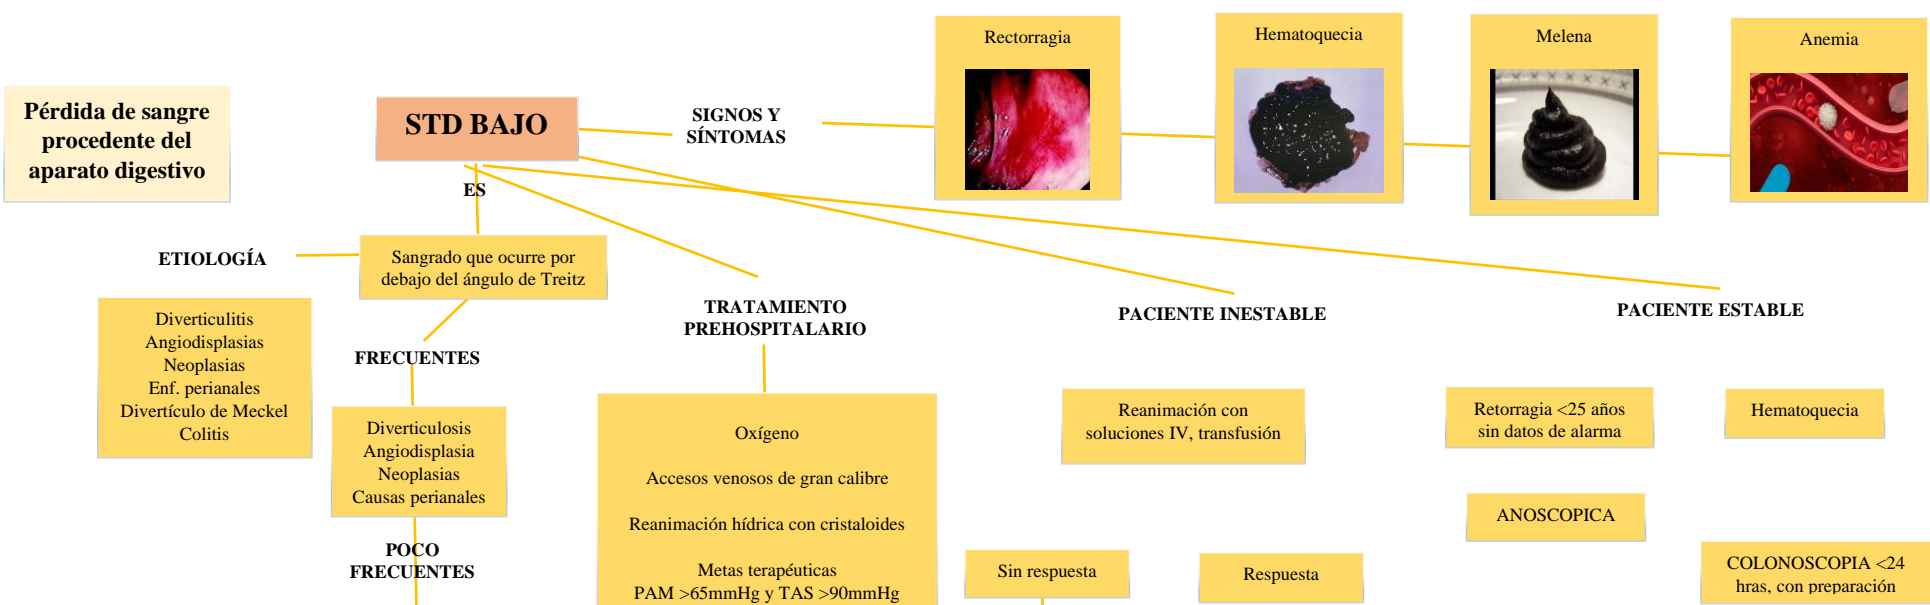 Pérdida de sangre
procedente del
aparato digestivo
STD BAJO
SIGNOS Y
SÍNTOMAS
Rectorragia
Hematoquecia
Melena
Anemia
ES
Sangrado que ocurre por
debajo del ángulo de Treitz
ETIOLOGÍA
Diverticulitis
Angiodisplasias
Neoplasias
Enf. perianales
Divertículo de Meckel
Colitis
FRECUENTES
Diverticulosis
Angiodisplasia
Neoplasias
Causas perianales
POCO
FRECUENTES
TRATAMIENTO
PREHOSPITALARIO
Oxígeno
Accesos venosos de gran calibre
Reanimación hídrica con cristaloides
Metas terapéuticas
PAM >65mmHg y TAS >90mmHg
PACIENTE INESTABLE
Reanimación con
soluciones IV, transfusión
Sin respuesta
Respuesta
PACIENTE ESTABLE
Retorragia <25 años
sin datos de alarma
ANOSCOPICA
Hematoquecia
COLONOSCOPIA <24
hras, con preparación